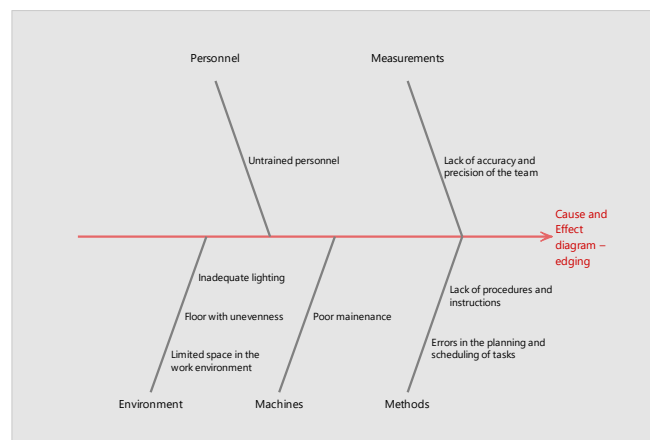 Personnel
Measurements
Untrained personnel
Lack of accuracy and
precision of the team
Cause and
Effect
diagram –
edging
Inadequate lighting
Floor with unevenness
Limited space in the
work environment
Poor mainenance
Lack of procedures and
instructions
Errors in the planning and
scheduling of tasks
Environment
Machines
Methods